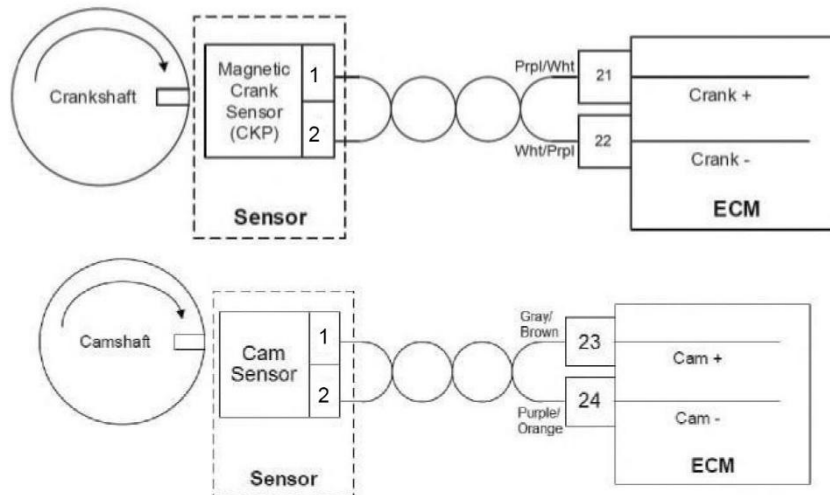 Crankshaft
Magnetic
Crank
Sensor
(CKP)
1
2
Sensor
Prpl/Wht
Wht/Prpl
21
22
Crank +
Crank -
ECM
Camshaft
Cam
Sensor
1
2
Sensor
Gray/
Brown
Purple/
Orange
23
24
Cam +
Cam -
ECM